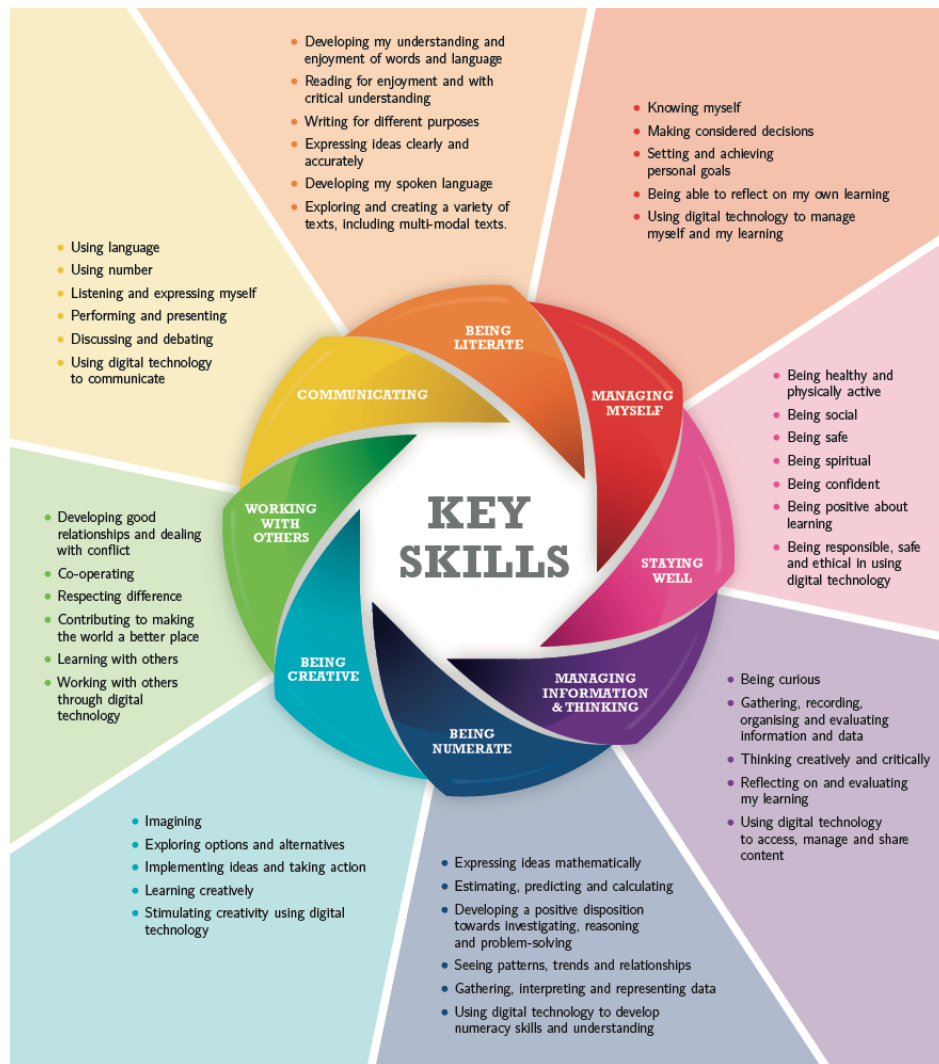 KEY
SKILLS
BEING
LITERATE
• Developing my understanding and
enjoyment of words and language
• Reading for enjoyment and with
critical understanding
• Writing for different purposes
• Expressing ideas clearly and
accurately
• Developing my spoken language
• Exploring and creating a variety of
texts, including multi-modal texts.
MANAGING
MYSELF
• Knowing myself
• Making considered decisions
• Setting and achieving
personal goals
• Being able to reflect on my own learning
• Using digital technology to manage
myself and my learning
STAYING
WELL
• Being healthy and
physically active
• Being social
• Being safe
• Being spiritual
• Being confident
• Being positive about
learning
• Being responsible, safe
and ethical in using
digital technology
MANAGING
INFORMATION
& THINKING
• Being curious
• Gathering, recording,
organising and evaluating
information and data
• Thinking creatively and critically
• Reflecting on and evaluating
my learning
• Using digital technology
to access, manage and share
content
BEING
NUMERATE
• Expressing ideas mathematically
• Estimating, predicting and calculating
• Developing a positive disposition
towards investigating, reasoning
and problem-solving
• Seeing patterns, trends and relationships
• Gathering, interpreting and representing data
• Using digital technology to develop
numeracy skills and understanding
BEING
CREATIVE
• Imagining
• Exploring options and alternatives
• Implementing ideas and taking action
• Learning creatively
• Stimulating creativity using digital
technology
WORKING
WITH
OTHERS
• Developing good
relationships and dealing
with conflict
• Co-operating
• Respecting difference
• Contributing to making
the world a better place
• Learning with others
• Working with others
through digital
technology
COMMUNICATING
• Using language
• Using number
• Listening and expressing myself
• Performing and presenting
• Discussing and debating
• Using digital technology
to communicate